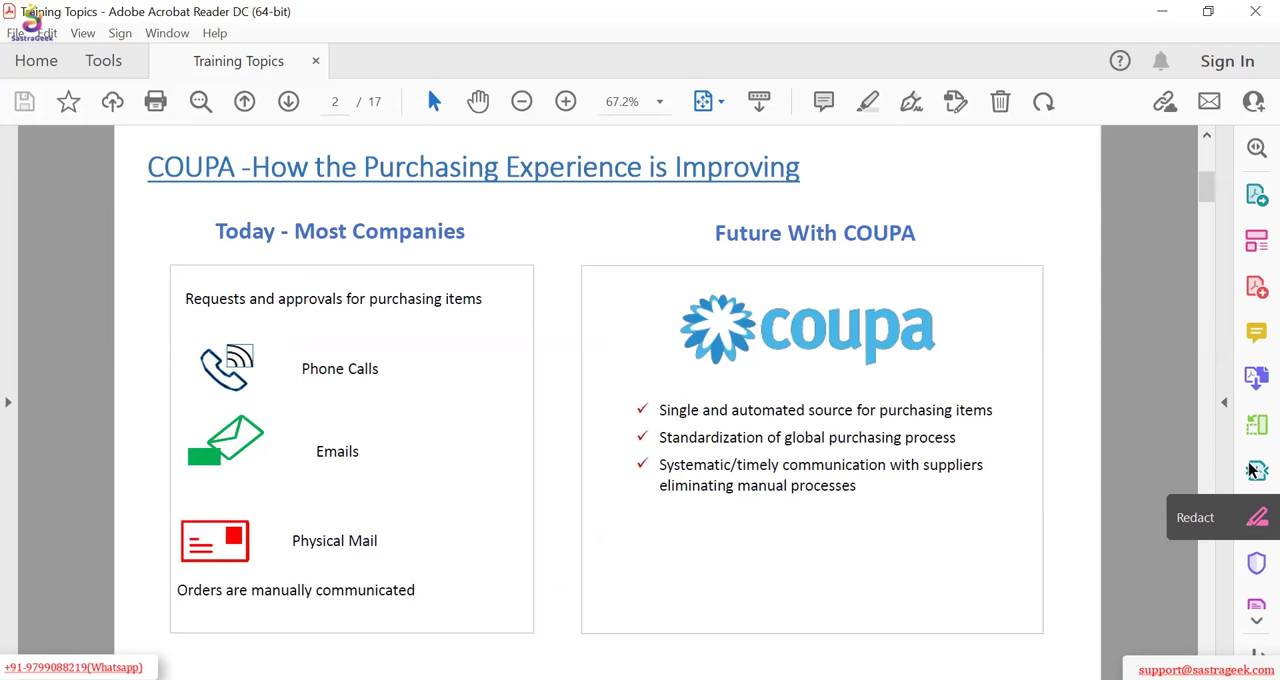 Training Topics - Adobe Acrobat Reader DC (64-bit)
SastraGeek
File Edit View Sign Window Help
Home Tools Training Topics × Sign In
2 / 17 67.2%
COUPA -How the Purchasing Experience is Improving
Today - Most Companies
Requests and approvals for purchasing items
Phone Calls
Emails
Physical Mail
Orders are manually communicated
Future With COUPA
coupa
✓ Single and automated source for purchasing items
✓ Standardization of global purchasing process
✓ Systematic/timely communication with suppliers
eliminating manual processes
Redact
+91-9799088219(Whatsapp)
support@sastrageek.com